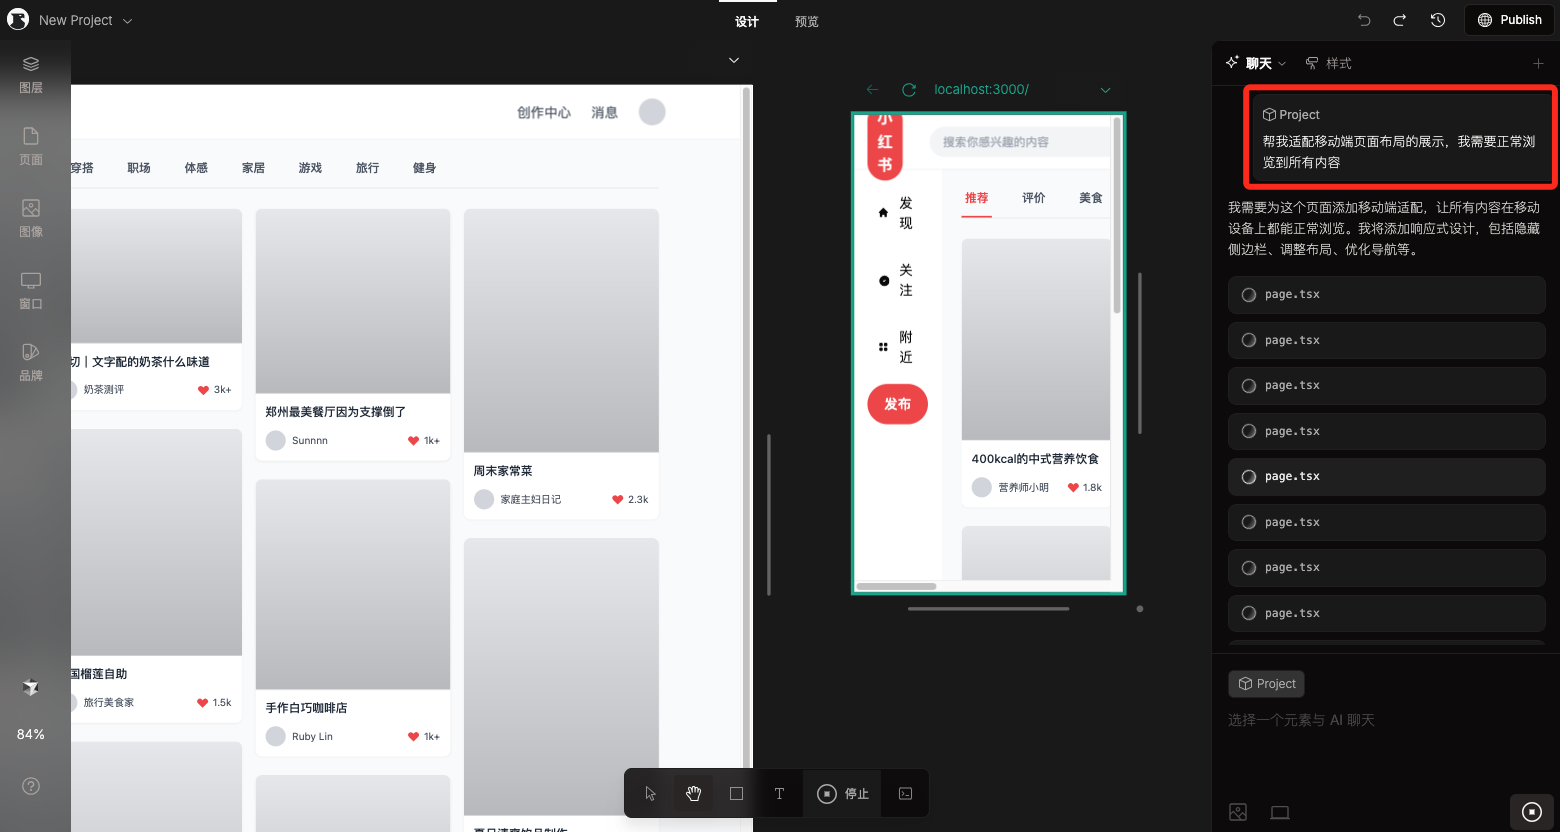 New Project
设计
预览
Publish
图层
页面
图像
窗口
品牌
84%
创作中心
消息
穿搭
职场
体感
家居
游戏
旅行
健身
切｜文字配的奶茶什么味道
奶茶测评
3k+
国榴莲自助
旅行美食家
1.5k
郑州最美餐厅因为支撑倒了
Sunnnn
1k+
手作白巧咖啡店
Ruby Lin
1k+
周末家常菜
家庭主妇日记
2.3k
localhost:3000/
小
红
书
搜索你感兴趣的内容
发
现
关
注
附
近
发布
推荐
评价
美食
400kcal的中式营养饮食
营养师小明
1.8k
T
停止
聊天
样式
Project
帮我适配移动端页面布局的展示，我需要正常浏
览到所有内容
我需要为这个页面添加移动端适配，让所有内容在移动
设备上都能正常浏览。我将添加响应式设计，包括隐藏
侧边栏、调整布局、优化导航等。
page.tsx
page.tsx
page.tsx
page.tsx
page.tsx
page.tsx
page.tsx
page.tsx
Project
选择一个元素与 AI 聊天